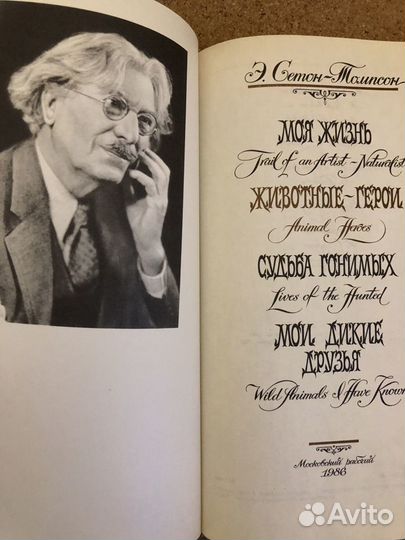 Э. Сетон-Томпсон
МОЯ ЖИЗНЬ
Trail of an Artist-Naturalist
ЖИВОТНЫЕ-ГЕРОИ
Animal Heroes
СУДЬБА ГОНИМЫХ
Lives of the Hunted
МОИ ДИКИЕ
ДРУЗЬЯ
Wild Animals I Have Known
Московский рабочий
1986
Avito